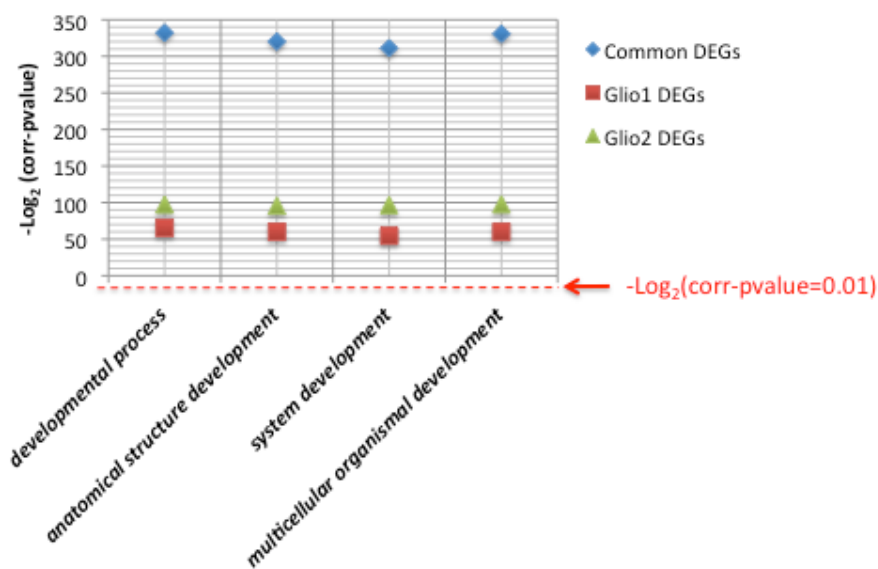 350
300
250
200
150
100
50
0
-Log₂ (corr-pvalue)
Common DEGs
Glio1 DEGs
Glio2 DEGs
-Log₂(corr-pvalue=0.01)
developmental process
anatomical structure development
system development
multicellular organismal development